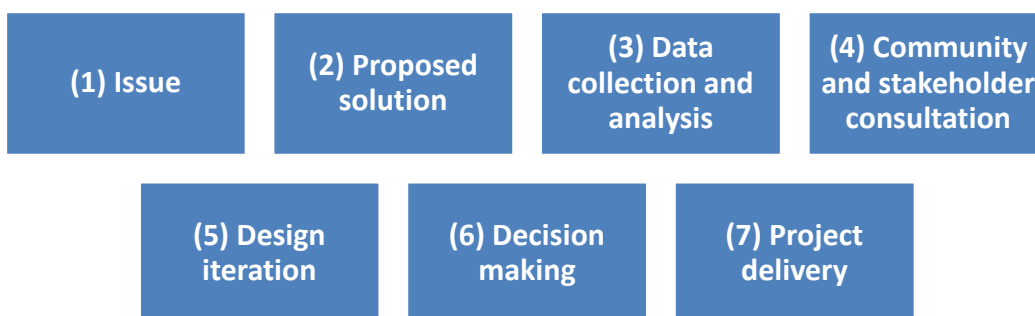 (1) Issue
(2) Proposed
solution
(3) Data
collection and
analysis
(4) Community
and stakeholder
consultation
(5) Design
iteration
(6) Decision
making
(7) Project
delivery